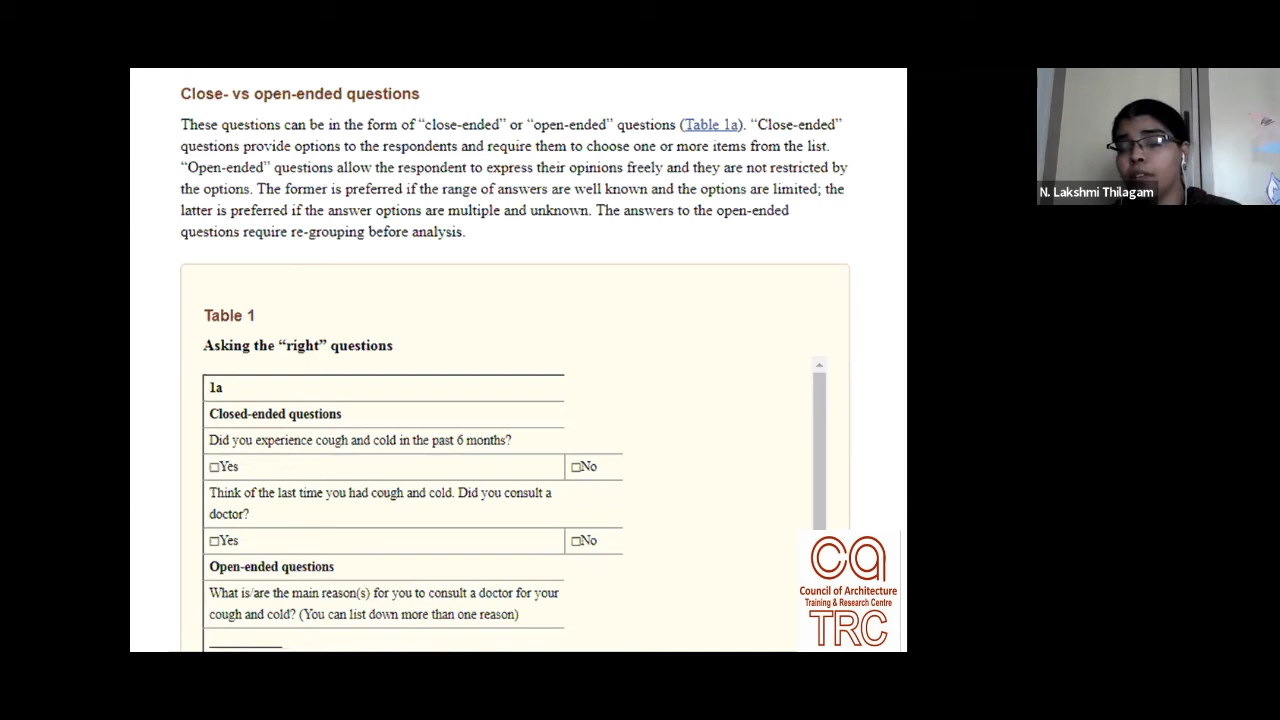 Close- vs open-ended questions
These questions can be in the form of “close-ended” or “open-ended” questions (Table 1a). “Close-ended”
questions provide options to the respondents and require them to choose one or more items from the list.
“Open-ended” questions allow the respondent to express their opinions freely and they are not restricted by
the options. The former is preferred if the range of answers are well known and the options are limited; the
latter is preferred if the answer options are multiple and unknown. The answers to the open-ended
questions require re-grouping before analysis.
Table 1
Asking the “right” questions
1a
Closed-ended questions
Did you experience cough and cold in the past 6 months?
□Yes □No
Think of the last time you had cough and cold. Did you consult a
doctor?
□Yes □No
Open-ended questions
What is/are the main reason(s) for you to consult a doctor for your
cough and cold? (You can list down more than one reason)
ca
Council of Architecture
Training & Research Centre
TRC
N. Lakshmi Thilagam